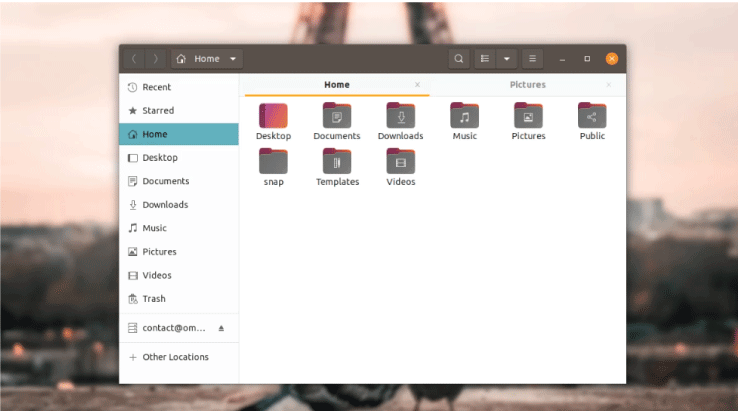 Home
Recent
Starred
Home
Desktop
Documents
Downloads
Music
Pictures
Videos
Trash
contact@om...
Other Locations
Home Pictures
Desktop Documents Downloads Music Pictures Public
snap Templates Videos